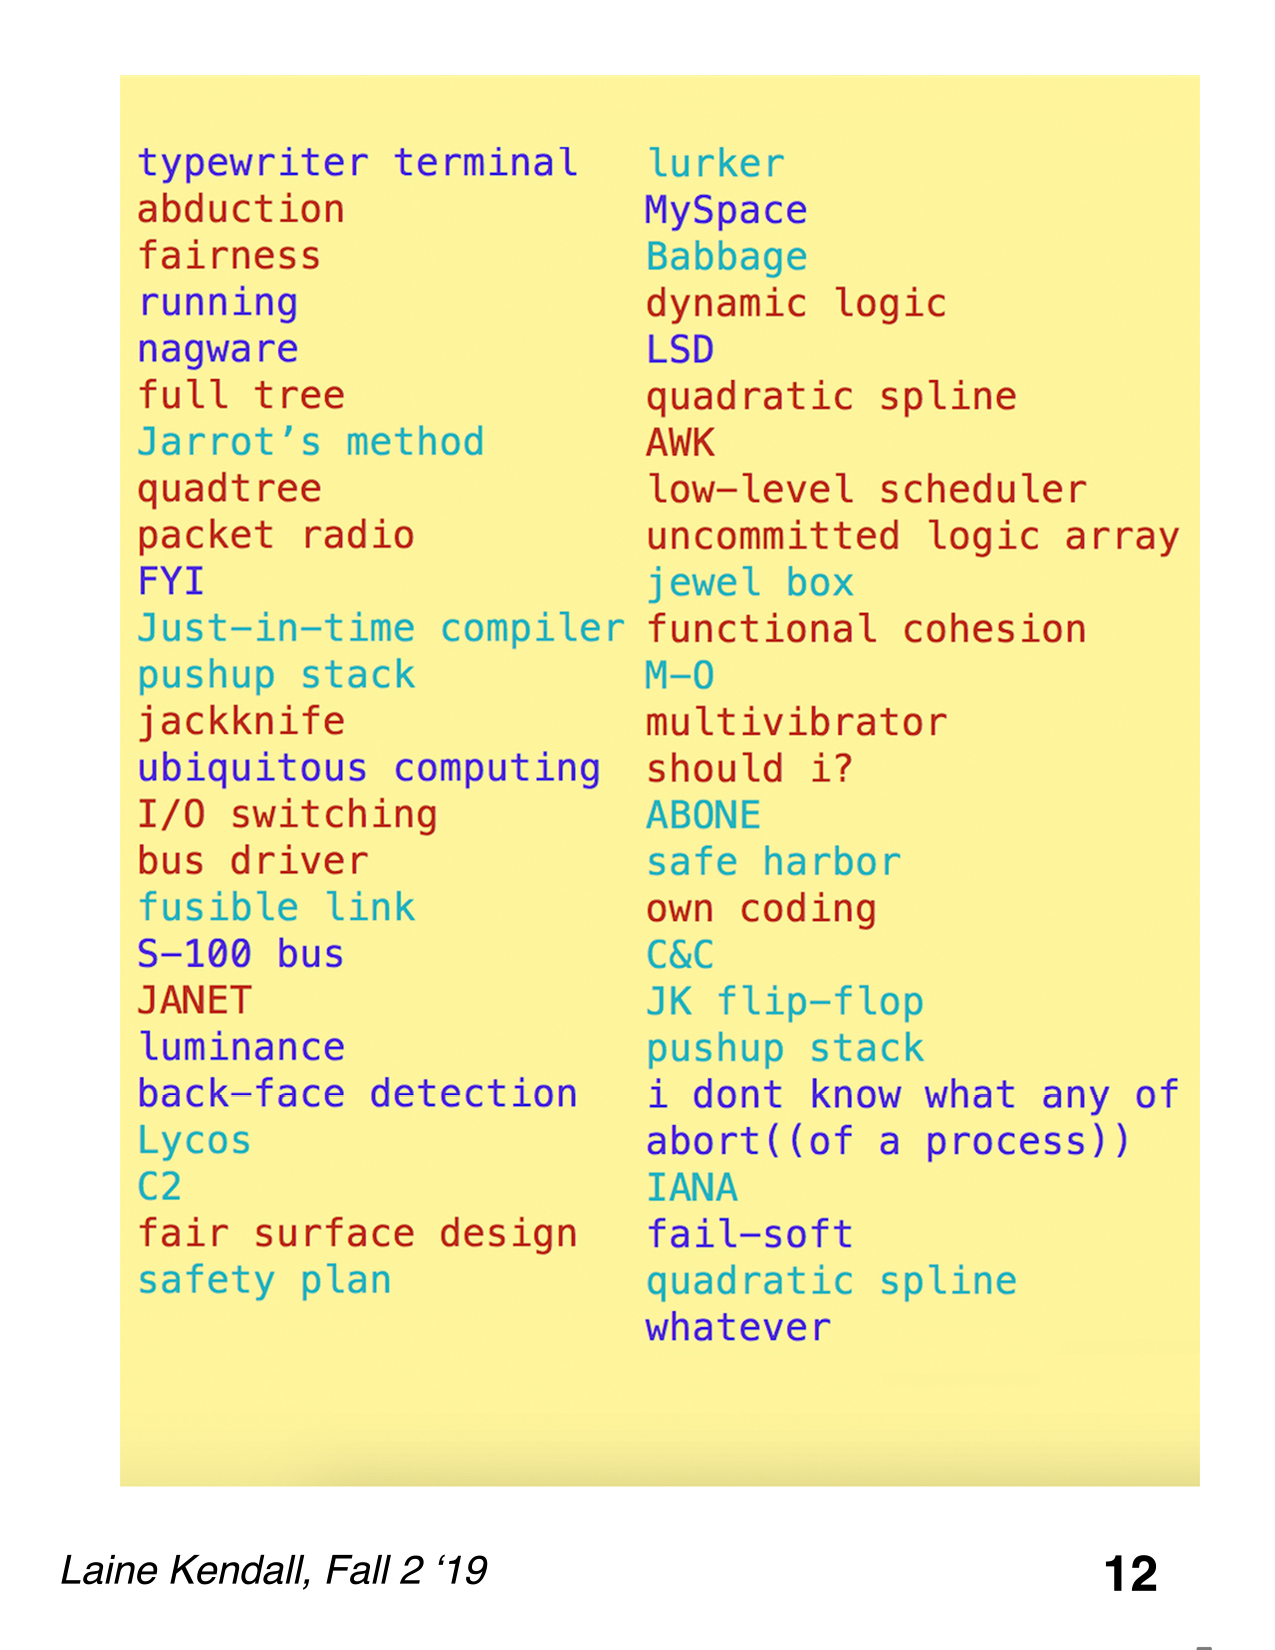 typewriter terminal
abduction
fairness
running
nagware
full tree
Jarrot’s method
quadtree
packet radio
FYI
Just-in-time compiler
pushup stack
jackknife
ubiquitous computing
I/O switching
bus driver
fusible link
S-100 bus
JANET
luminance
back-face detection
Lycos
C2
fair surface design
safety plan
lurker
MySpace
Babbage
dynamic logic
LSD
quadratic spline
AWK
low-level scheduler
uncommitted logic array
jewel box
functional cohesion
M-O
multivibrator
should i?
ABONE
safe harbor
own coding
C&C
JK flip-flop
pushup stack
i dont know what any of
abort((of a process))
IANA
fail-soft
quadratic spline
whatever
Laine Kendall, Fall 2 ‘19
12